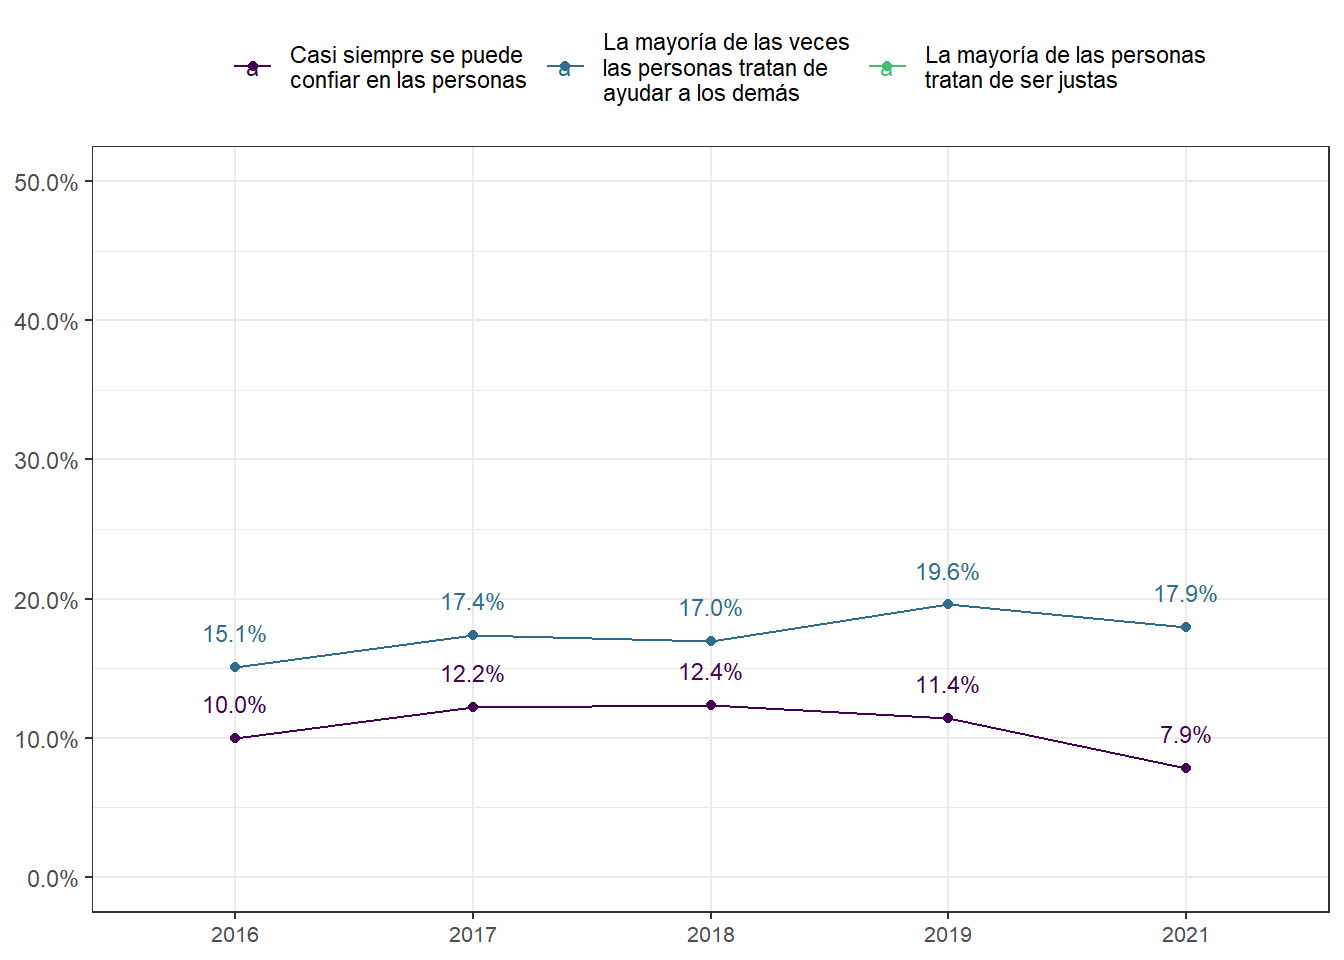 a Casi siempre se puede
confiar en las personas
a La mayoría de las veces
las personas tratan de
ayudar a los demás
a La mayoría de las personas
tratan de ser justas
50.0%
40.0%
30.0%
20.0%
10.0%
0.0%
15.1%
17.4%
17.0%
19.6%
17.9%
10.0%
12.2%
12.4%
11.4%
7.9%
2016 2017 2018 2019 2021